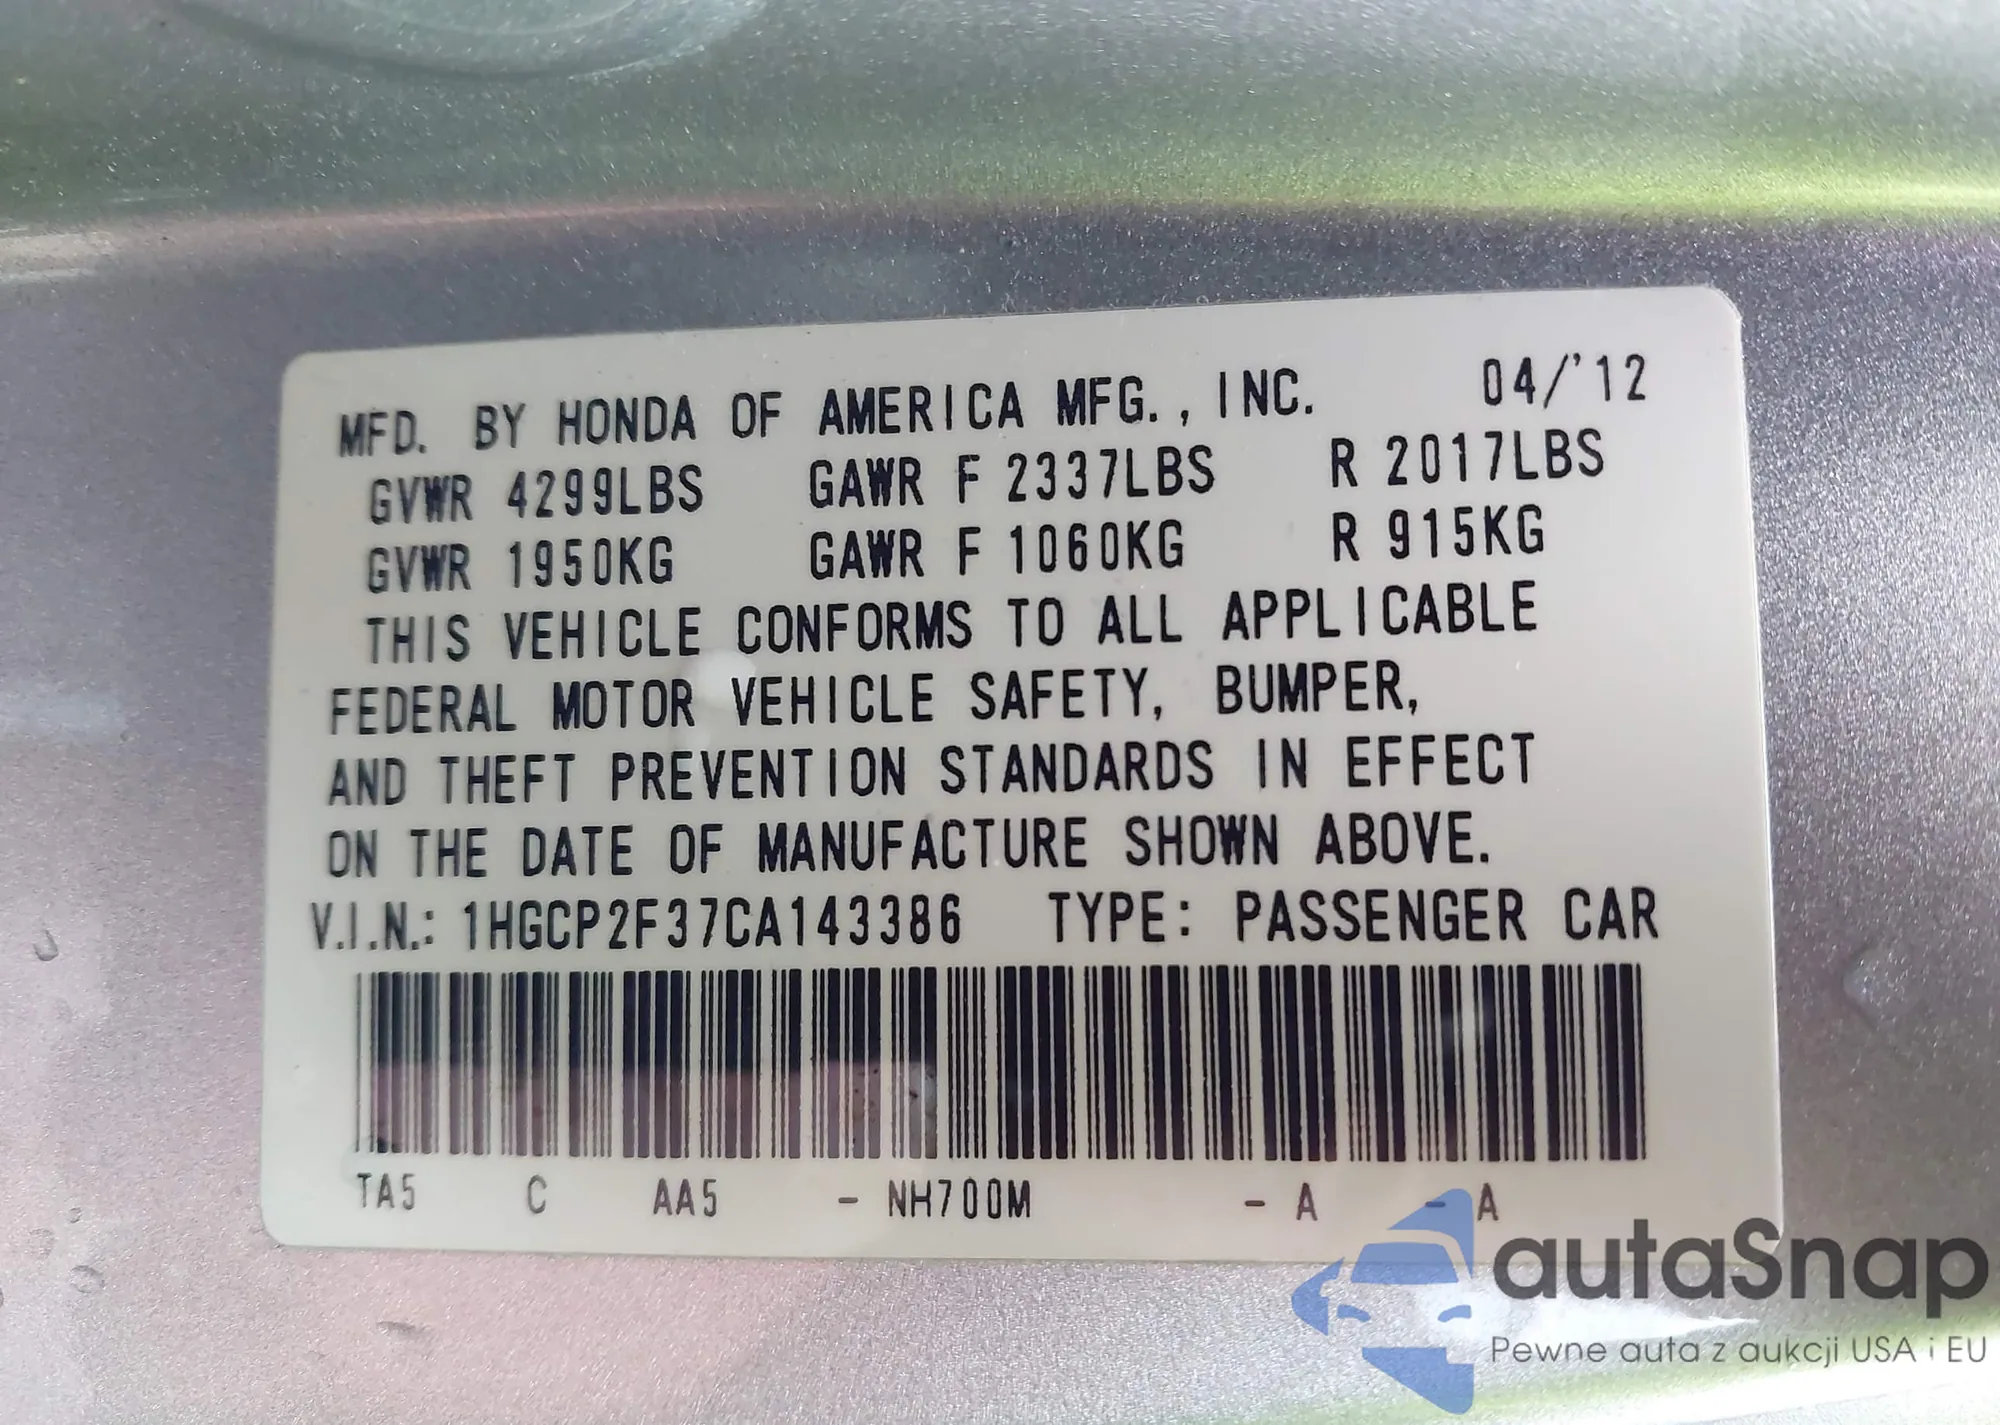 MFD. BY HONDA OF AMERICA MFG., INC. 04/'12
GVWR 4299LBS GAWR F 2337LBS R 2017LBS
GVWR 1950KG GAWR F 1060KG R 915KG
THIS VEHICLE CONFORMS TO ALL APPLICABLE
FEDERAL MOTOR VEHICLE SAFETY, BUMPER,
AND THEFT PREVENTION STANDARDS IN EFFECT
ON THE DATE OF MANUFACTURE SHOWN ABOVE.
V.I.N.: 1HGCP2F37CA143386 TYPE: PASSENGER CAR
TA5 C AA5 - NH700M - A - A
autaSnap
Pewne auta z aukcji USA i EU